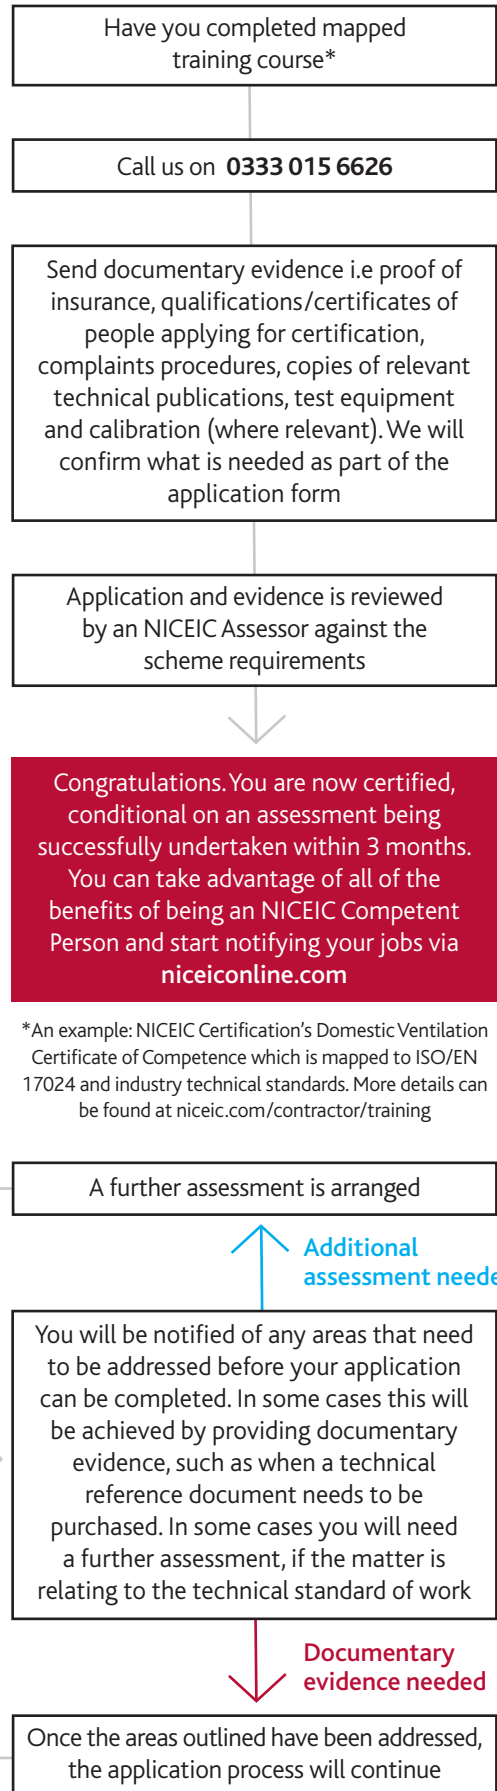 Have you completed mapped
training course*
Call us on 0333 015 6626
Send documentary evidence i.e proof of
insurance, qualifications/certificates of
people applying for certification,
complaints procedures, copies of relevant
technical publications, test equipment
and calibration (where relevant). We will
confirm what is needed as part of the
application form
Application and evidence is reviewed
by an NICEIC Assessor against the
scheme requirements
Congratulations. You are now certified,
conditional on an assessment being
successfully undertaken within 3 months.
You can take advantage of all of the
benefits of being an NICEIC Competent
Person and start notifying your jobs via
niceiconline.com
*An example: NICEIC Certification's Domestic Ventilation
Certificate of Competence which is mapped to ISO/EN
17024 and industry technical standards. More details can
be found at niceic.com/contractor/training
A further assessment is arranged
Additional
assessment neede
You will be notified of any areas that need
to be addressed before your application
can be completed. In some cases this will
be achieved by providing documentary
evidence, such as when a technical
reference document needs to be
purchased. In some cases you will need
a further assessment, if the matter is
relating to the technical standard of work
Documentary
evidence needed
Once the areas outlined have been addressed,
the application process will continue